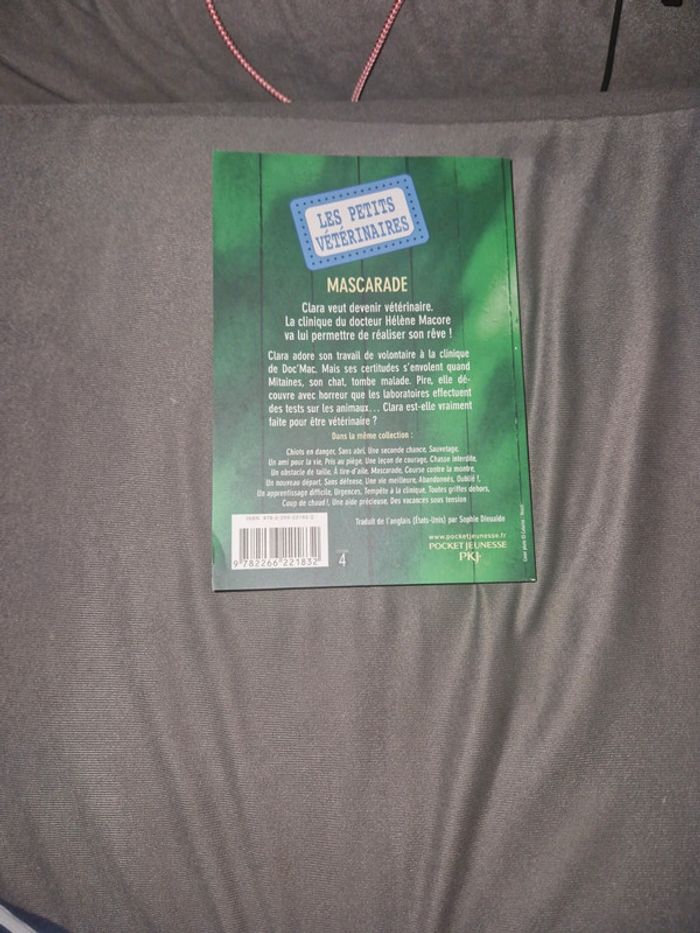 LES PETITS
VÉTÉRINAIRES
MASCARADE
Clara veut devenir vétérinaire.
La clinique du docteur Hélène Macore
va lui permettre de réaliser son rêve !
Clara adore son travail de volontaire à la clinique
de Doc'Mac. Mais ses certitudes s'envolent quand
Mitaines, son chat, tombe malade. Pire, elle dé-
couvre avec horreur que les laboratoires effectuent
des tests sur les animaux... Clara est-elle vraiment
faite pour être vétérinaire ?
Dans la même collection :
Chiots en danger, Sans abri, Une seconde chance, Sauvetage,
Un ami pour la vie, Pris au piège, Une leçon de courage, Chasse interdite,
Un obstacle de taille, À tire-d'aile, Mascarade, Course contre la montre,
Un nouveau départ, Sans défense, Une vie meilleure, Abandonnés, Oublié !,
Un apprentissage difficile, Urgences, Tempête à la clinique, Toutes griffes dehors,
Coup de chaud !, Une aide précieuse, Des vacances sous tension
Traduit de l'anglais (États-Unis) par Sophie Dieuaide
www.pocketjeunesse.fr
POCKET JEUNESSE
PKJ·
9 782266 221832
4